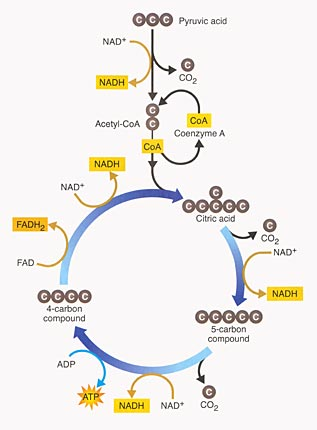 C C C Pyruvic acid
NAD+
C
NADH
CO2
C
CoA
Acetyl-CoA C
Coenzyme A
CoA
NADH
NAD+
C
C C C C C
Citric acid
C
CO2
FADH2
NAD+
FAD
NADH
C C C C
4-carbon
compound
C C C C C
5-carbon
compound
ADP
C
ATP
NADH
NAD+
CO2